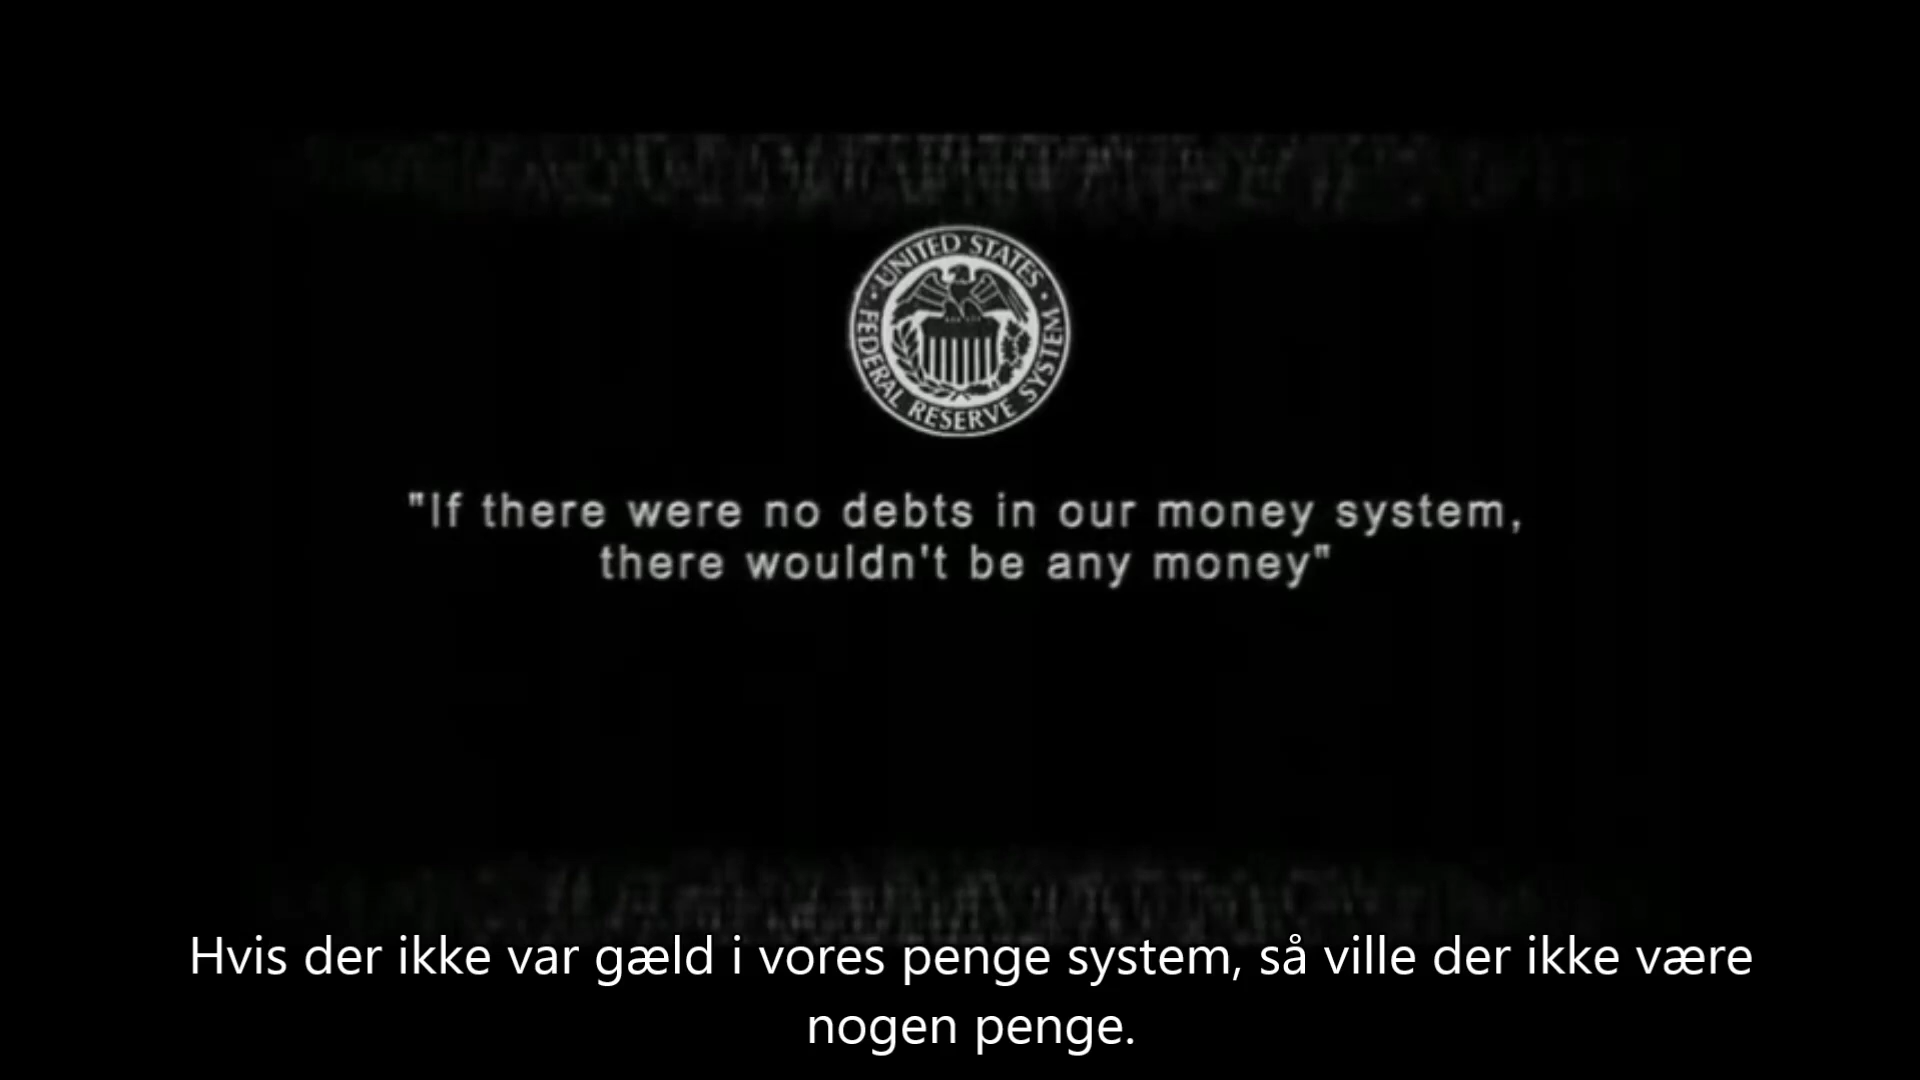 UNITED STATES
FEDERAL RESERVE SYSTEM
"If there were no debts in our money system,
there wouldn't be any money"
Hvis der ikke var gæld i vores penge system, så ville der ikke være
nogen penge.